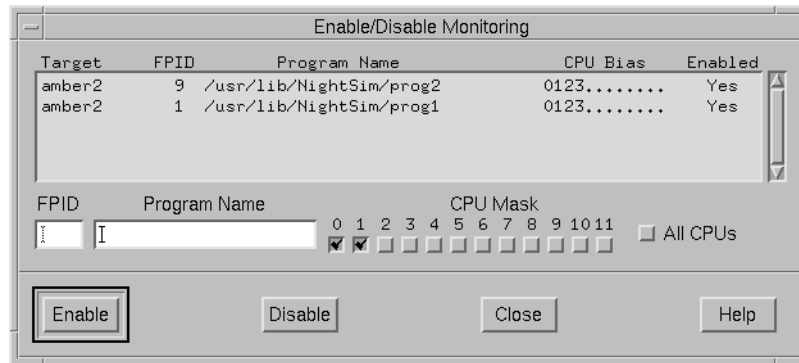 Enable/Disable Monitoring
Target FPID Program Name CPU Bias Enabled
amber2 9 /usr/lib/NightSim/prog2 0123........ Yes
amber2 1 /usr/lib/NightSim/prog1 0123........ Yes
FPID Program Name CPU Mask
0 1 2 3 4 5 6 7 8 9 10 11
All CPUs
Enable Disable Close Help